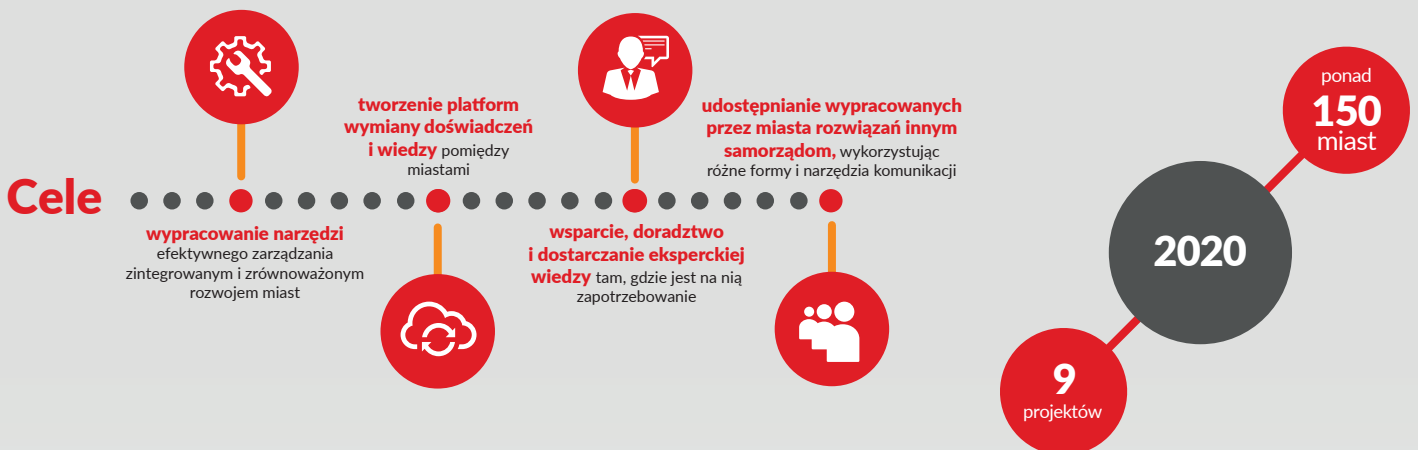 Cele
wypracowanie narzędzi
efektywnego zarządzania
zintegrowanym i zrównoważonym
rozwojem miast
tworzenie platform
wymiany doświadczeń
i wiedzy pomiędzy
miastami
wsparcie, doradztwo
i dostarczanie eksperckiej
wiedzy tam, gdzie jest na nią
zapotrzebowanie
udostępnianie wypracowanych
przez miasta rozwiązań innym
samorządom, wykorzystując
różne formy i narzędzia komunikacji
ponad
150
miast
2020
9
projektów